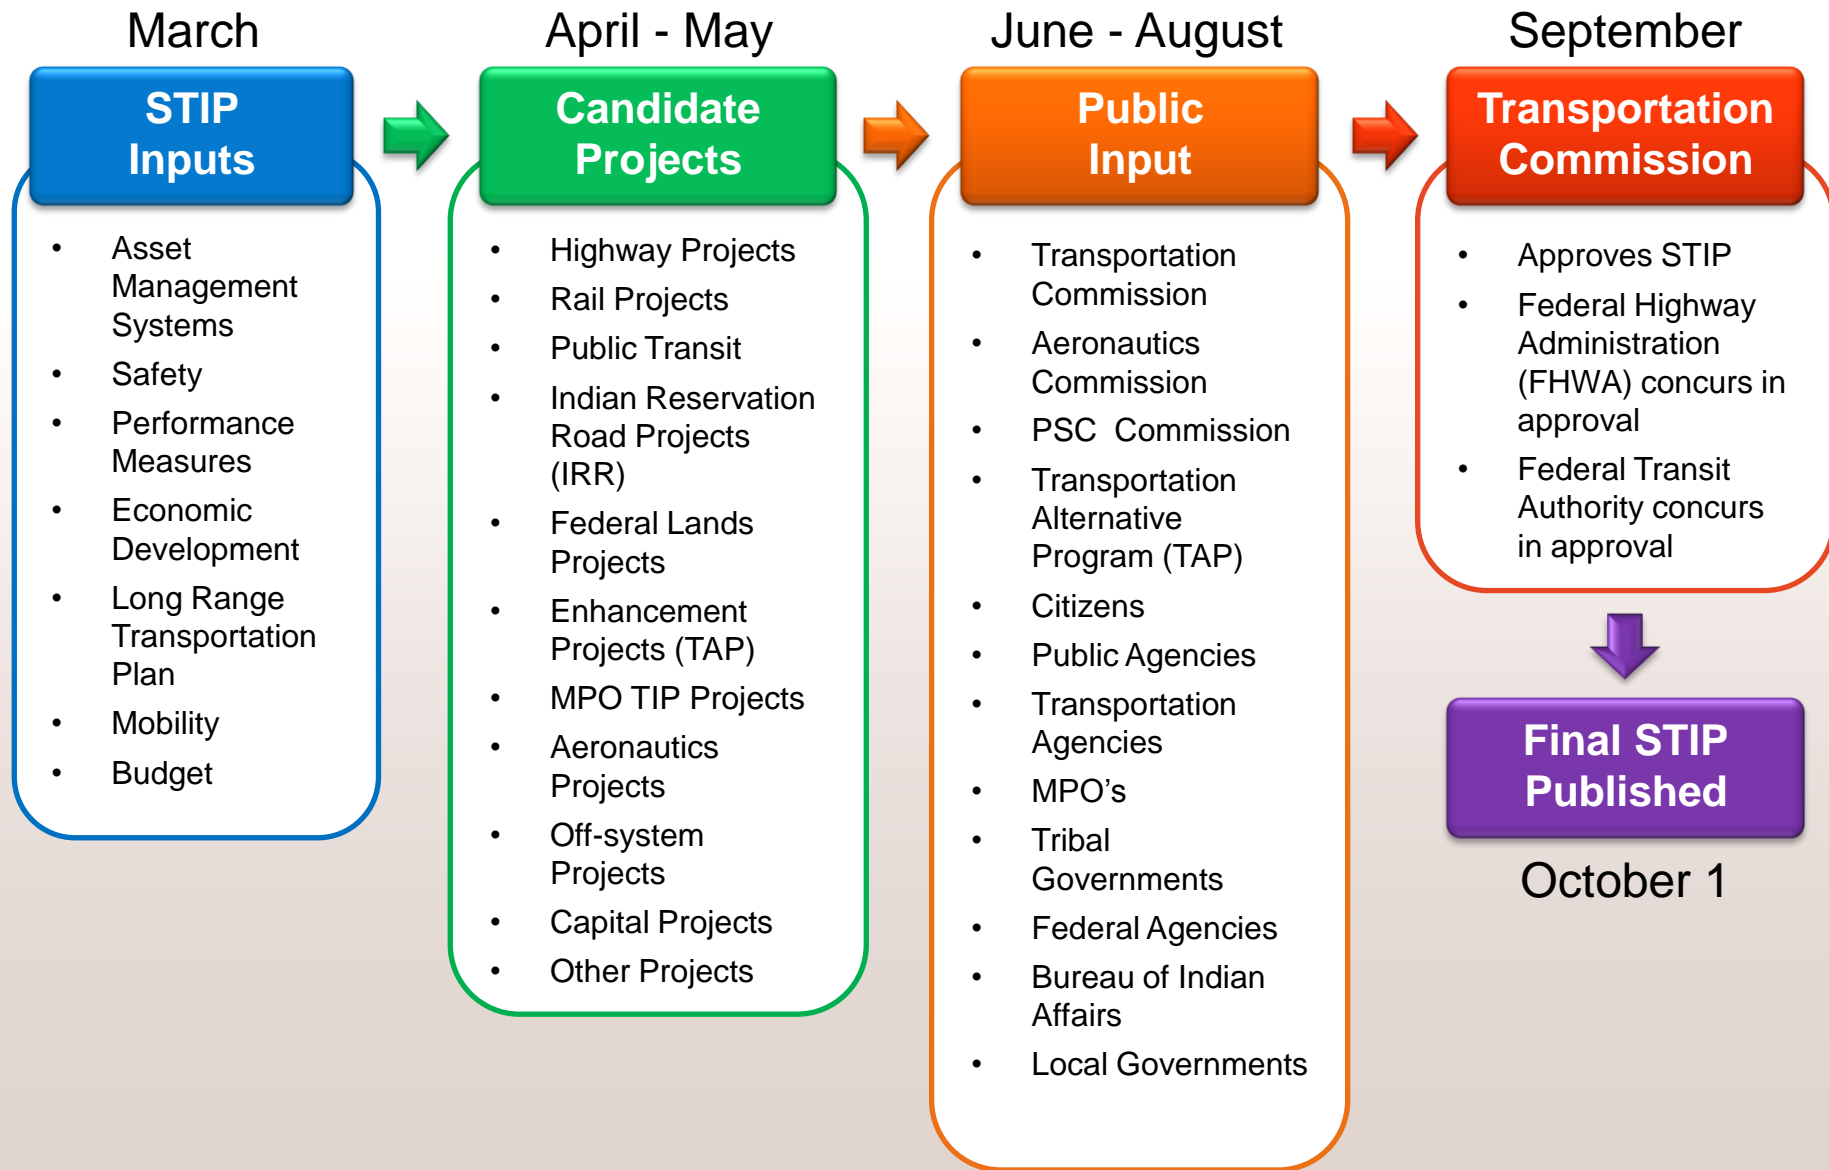 March
STIP
Inputs
• Asset
Management
Systems
• Safety
• Performance
Measures
• Economic
Development
• Long Range
Transportation
Plan
• Mobility
• Budget
April - May
Candidate
Projects
• Highway Projects
• Rail Projects
• Public Transit
• Indian Reservation
Road Projects
(IRR)
• Federal Lands
Projects
• Enhancement
Projects (TAP)
• MPO TIP Projects
• Aeronautics
Projects
• Off-system
Projects
• Capital Projects
• Other Projects
June - August
Public
Input
• Transportation
Commission
• Aeronautics
Commission
• PSC Commission
• Transportation
Alternative
Program (TAP)
• Citizens
• Public Agencies
• Transportation
Agencies
• MPO’s
• Tribal
Governments
• Federal Agencies
• Bureau of Indian
Affairs
• Local Governments
September
Transportation
Commission
• Approves STIP
• Federal Highway
Administration
(FHWA) concurs in
approval
• Federal Transit
Authority concurs
in approval
Final STIP
Published
October 1